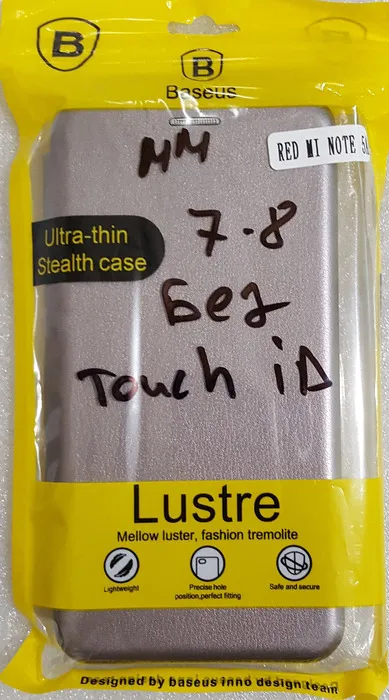 B
B
Baseus
RED MI NOTE 5A
мм
Ultra-thin
Stealth case
7-8
Без
Touch iD
Lustre
Mellow luster, fashion tremolite
Lightweight
Precise hole
position,perfect fitting
Safe and secure
Designed by baseus inno design team